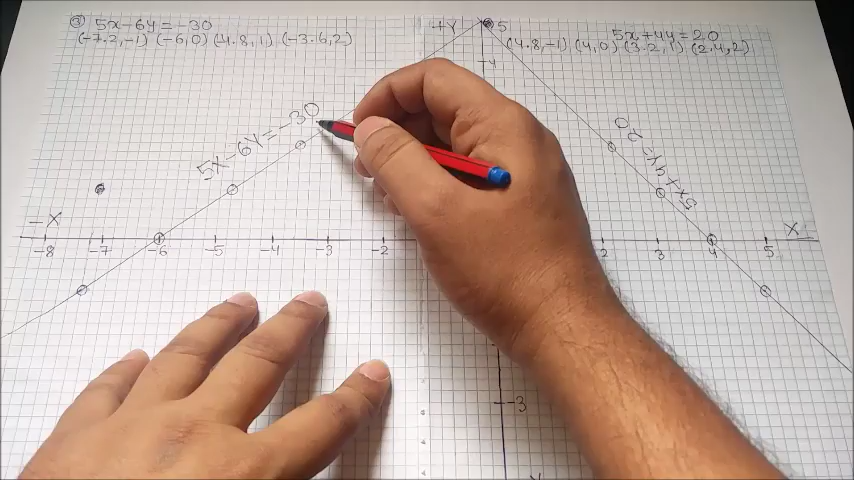 ③ 5x-6y=-30
(-7.2,-1) (-6,0) (4.8,1) (-3.6,2)
+Y 5
5x+4y=20
(4.8,-1) (4,0) (3.2,1) (2.4,2)
4
5X-6Y=-30
5x+4y=20
-X
X
-8 -7 -6 -5 -4 -3 -2 2 3 4 5
-3